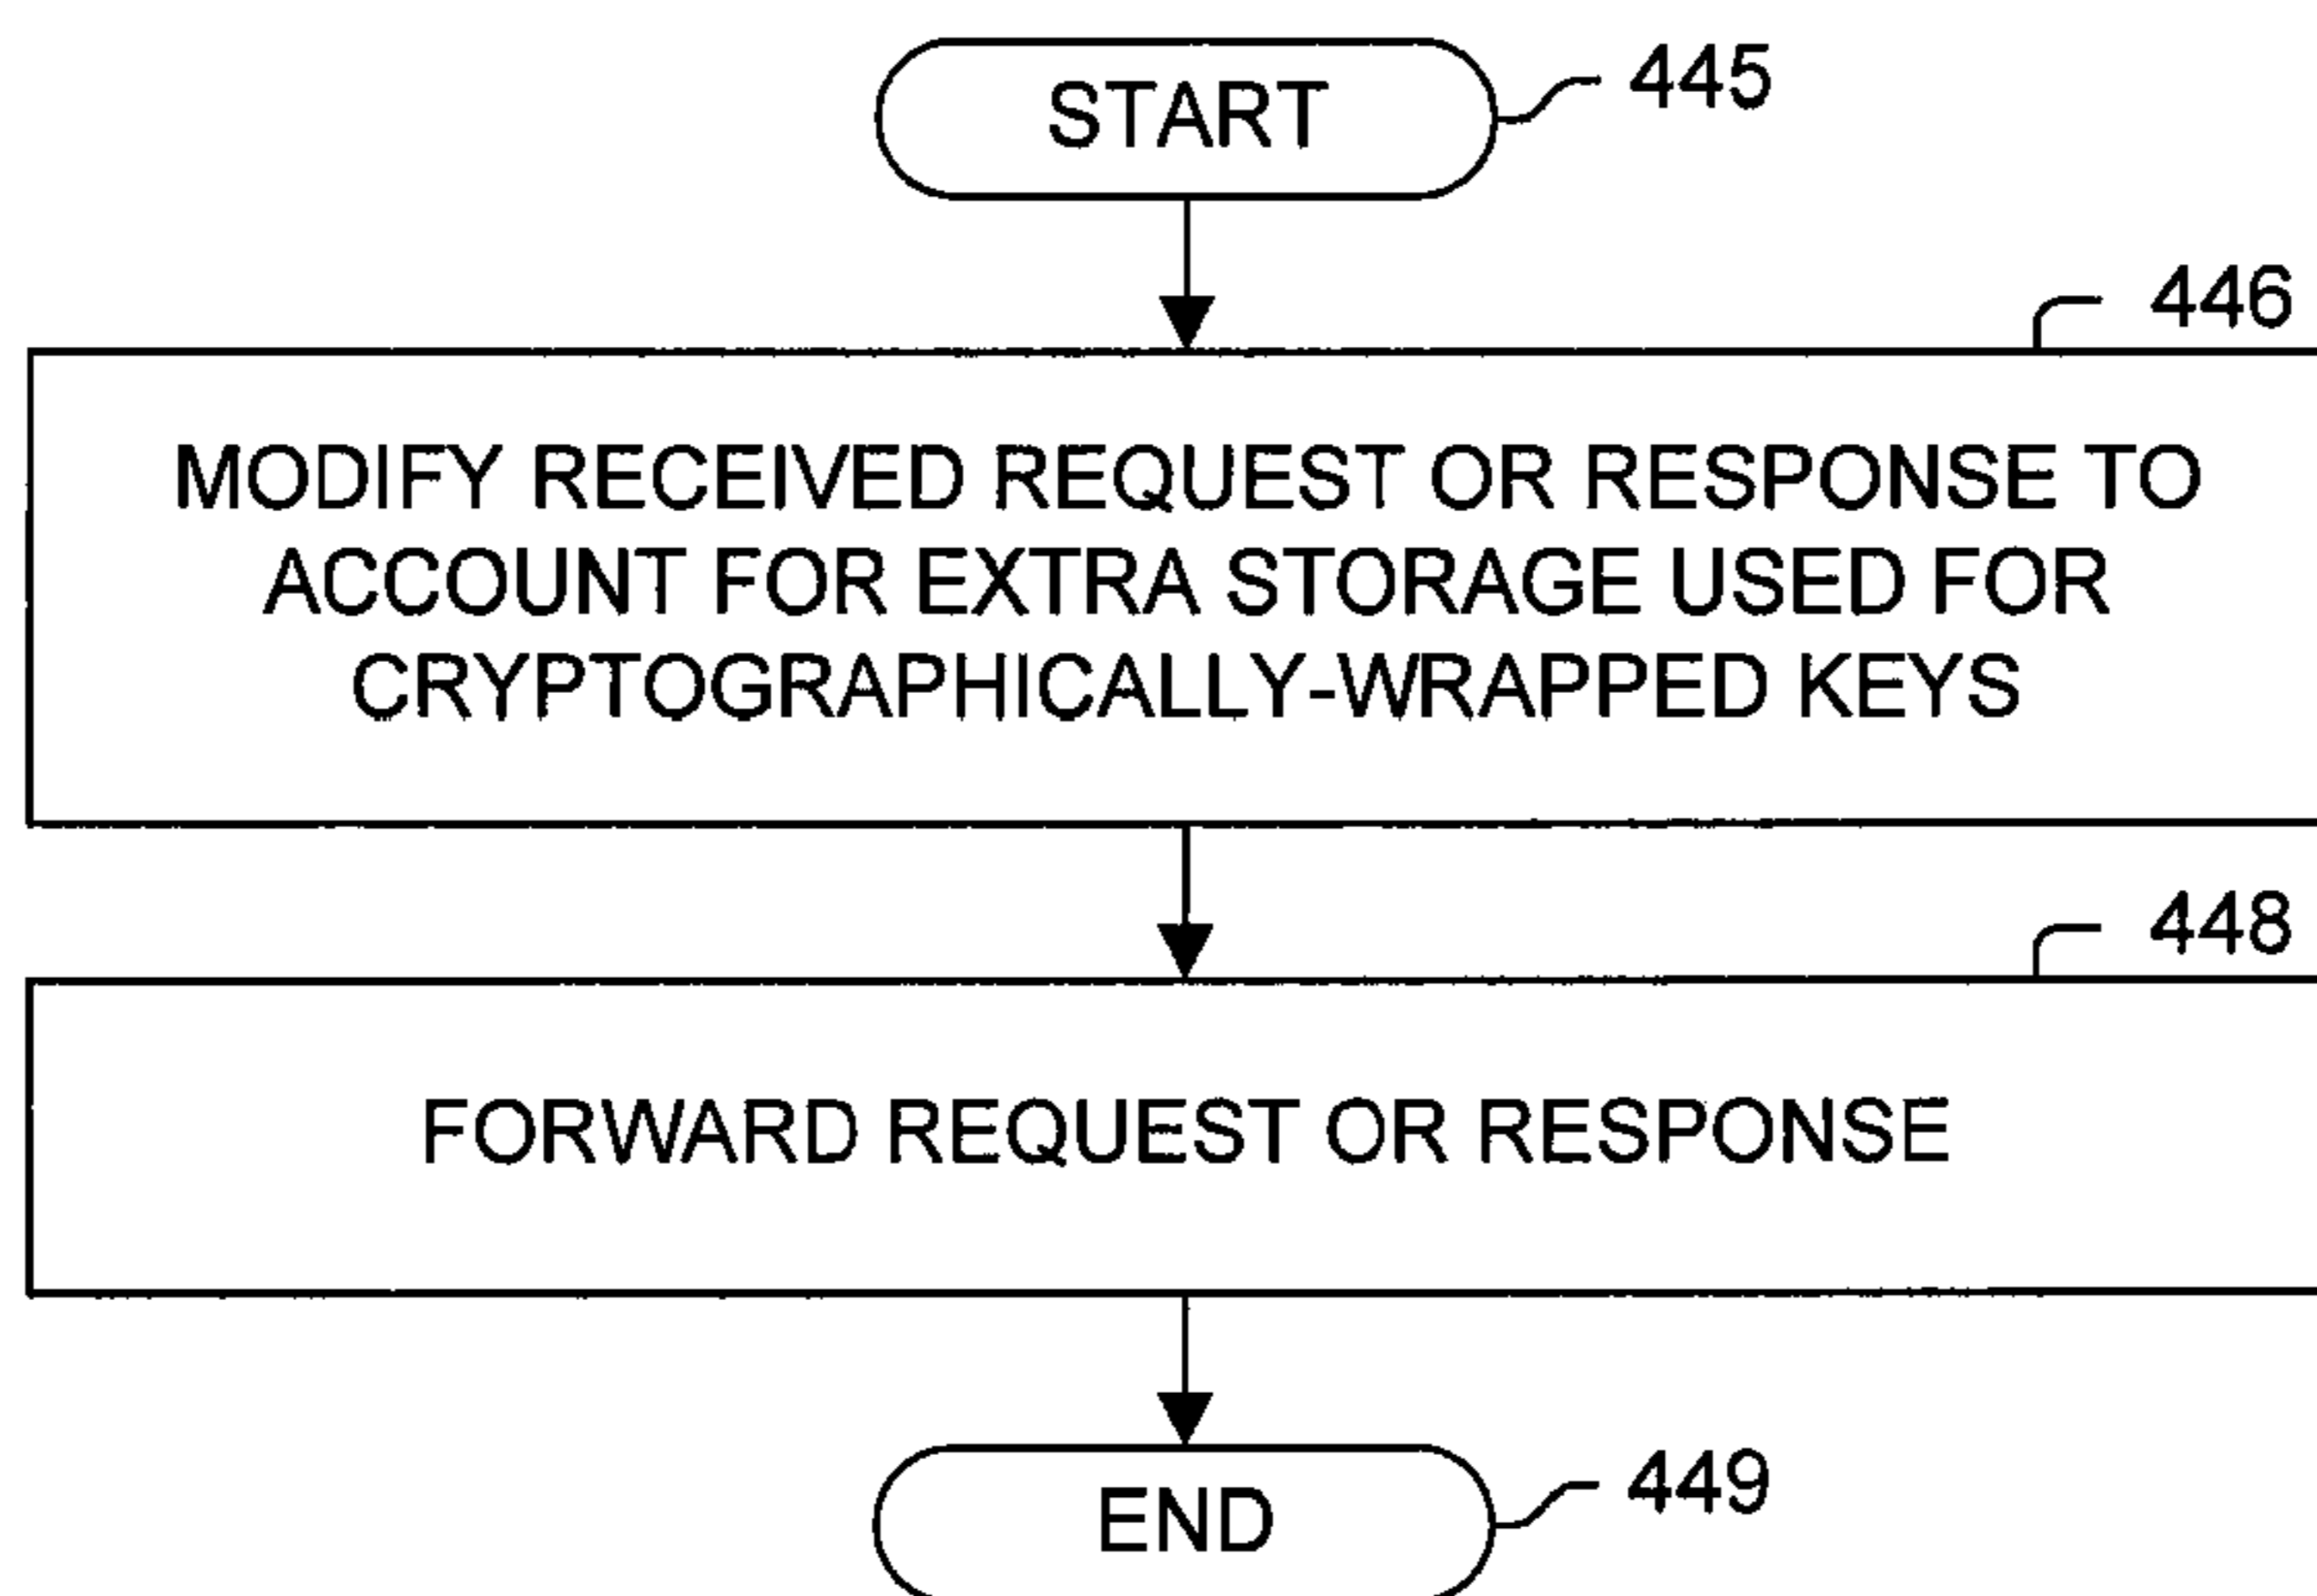 START
445
446
MODIFY RECEIVED REQUEST OR RESPONSE TO
ACCOUNT FOR EXTRA STORAGE USED FOR
CRYPTOGRAPHICALLY-WRAPPED KEYS
448
FORWARD REQUEST OR RESPONSE
END
449